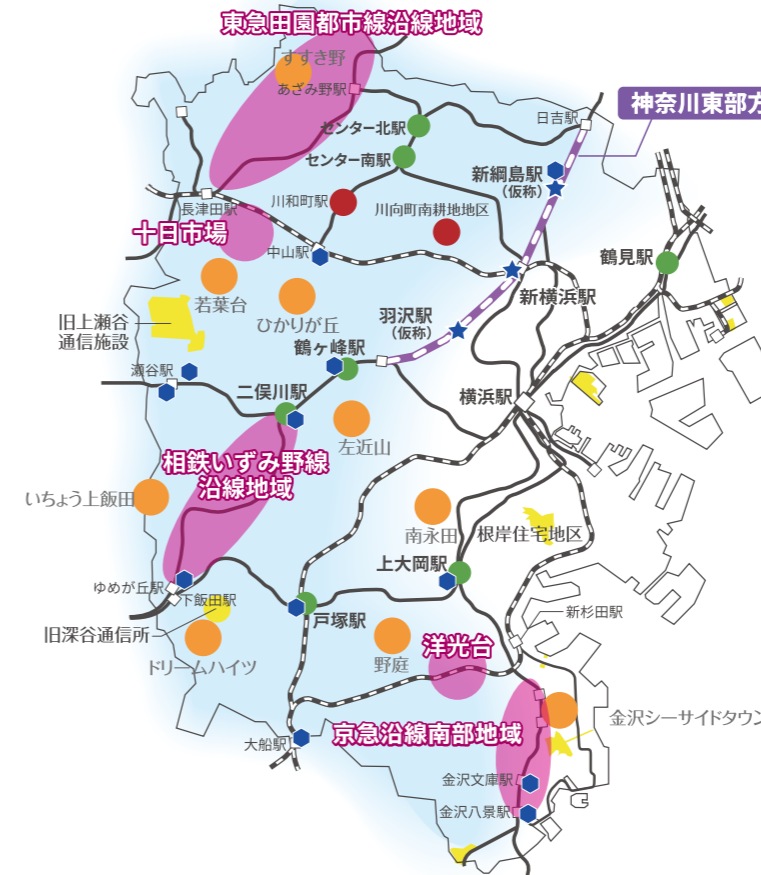 東急田園都市線沿線地域
すすき野
あざみ野駅
神奈川東部方
日吉駅
センター北駅
センター南駅
新綱島駅
(仮称)
長津田駅
川和町駅
川向町南耕地地区
十日市場
中山駅
鶴見駅
若葉台
ひかりが丘
新横浜駅
羽沢駅
(仮称)
旧上瀬谷
通信施設
鶴ヶ峰駅
瀬谷駅
二俣川駅
横浜駅
左近山
相鉄いずみ野線
沿線地域
いちょう上飯田
南永田
根岸住宅地区
上大岡駅
ゆめが丘駅
下飯田駅
新杉田駅
戸塚駅
旧深谷通信所
野庭
洋光台
ドリームハイツ
金沢シーサイドタウン
京急沿線南部地域
大船駅
金沢文庫駅
金沢八景駅